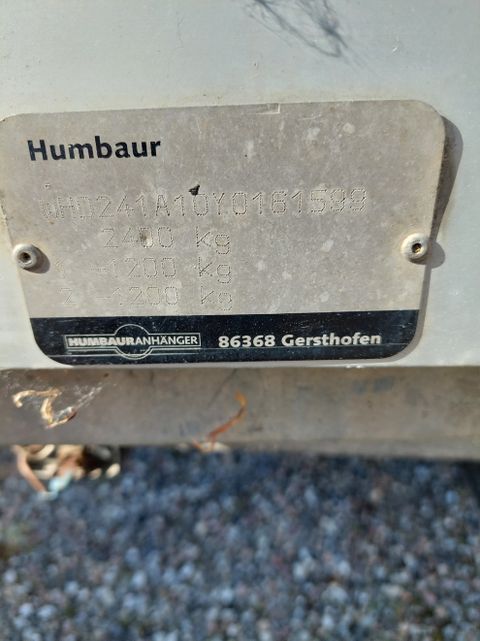 Humbaur
WHD241A10Y0161599
2400 Kg
1 -1200 Kg
2 -1200 Kg
HUMBAURANHÄNGER 86368 Gersthofen